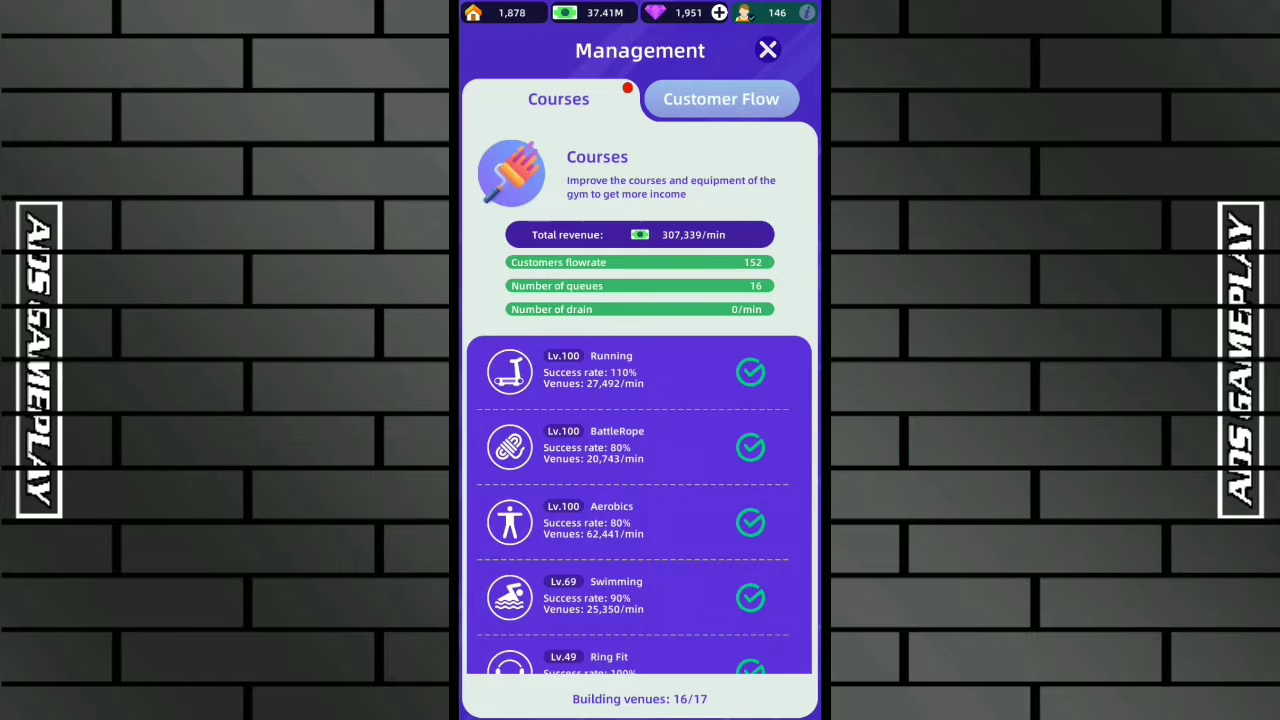 1,878
37.41M
1,951
146
Management
Courses
Customer Flow
Courses
Improve the courses and equipment of the
gym to get more income
Total revenue: 307,339/min
Customers flowrate 152
Number of queues 16
Number of drain 0/min
Lv.100 Running
Success rate: 110%
Venues: 27,492/min
Lv.100 BattleRope
Success rate: 80%
Venues: 20,743/min
Lv.100 Aerobics
Success rate: 80%
Venues: 62,441/min
Lv.69 Swimming
Success rate: 90%
Venues: 25,350/min
Lv.49 Ring Fit
Success rate: 100%
Building venues: 16/17
ADS GAMEPLAY
ADS GAMEPLAY